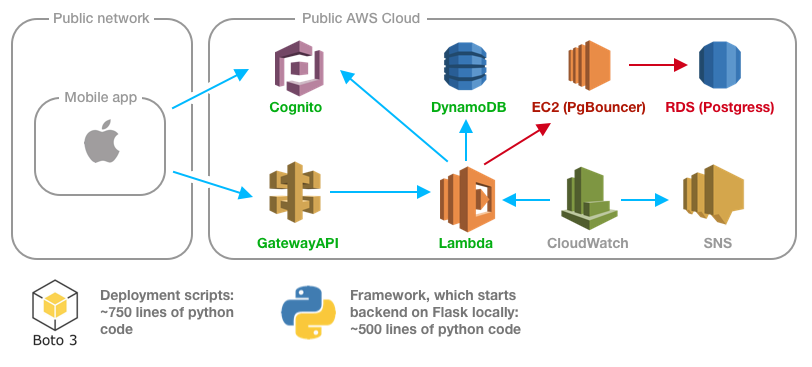 Public network
Public AWS Cloud
Mobile app
Cognito
DynamoDB
EC2 (PgBouncer)
RDS (Postgress)
GatewayAPI
Lambda
CloudWatch
SNS
Boto 3
Deployment scripts:
~750 lines of python
code
Framework, which starts
backend on Flask locally:
~500 lines of python code